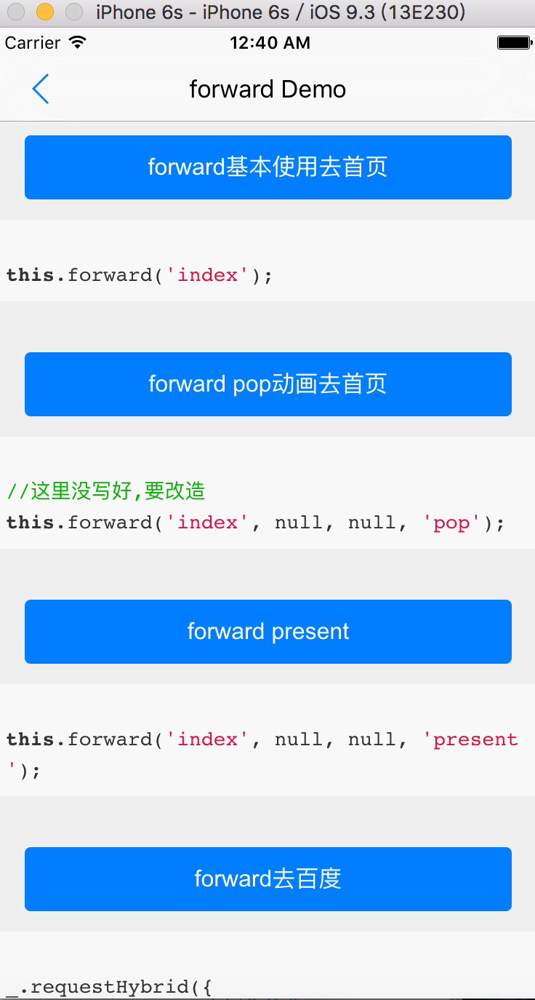 iPhone 6s - iPhone 6s / iOS 9.3 (13E230)
Carrier 12:40 AM
forward Demo
forward基本使用去首页
this.forward('index');
forward pop动画去首页
//这里没写好,要改造
this.forward('index', null, null, 'pop');
forward present
this.forward('index', null, null, 'present
');
forward去百度
_.requestHybrid({